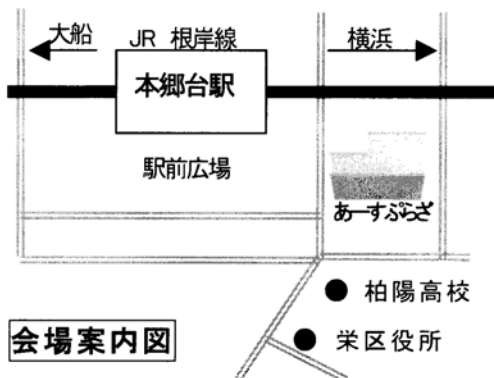 大船 JR 根岸線 横浜
本郷台駅
駅前広場
あーすぷらざ
柏陽高校
栄区役所
会場案内図